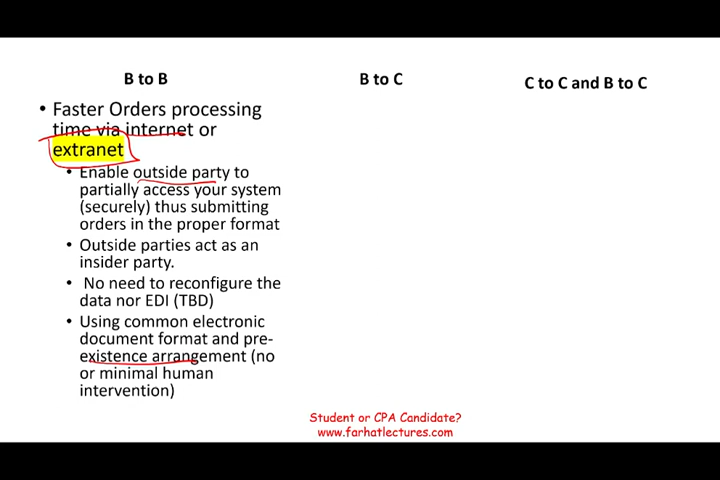 B to B
B to C
C to C and B to C
• Faster Orders processing
time via internet or
extranet
• Enable outside party to
partially access your system
(securely) thus submitting
orders in the proper format
• Outside parties act as an
insider party.
• No need to reconfigure the
data nor EDI (TBD)
• Using common electronic
document format and pre-
existence arrangement (no
or minimal human
intervention)
Student or CPA Candidate?
www.farhatlectures.com